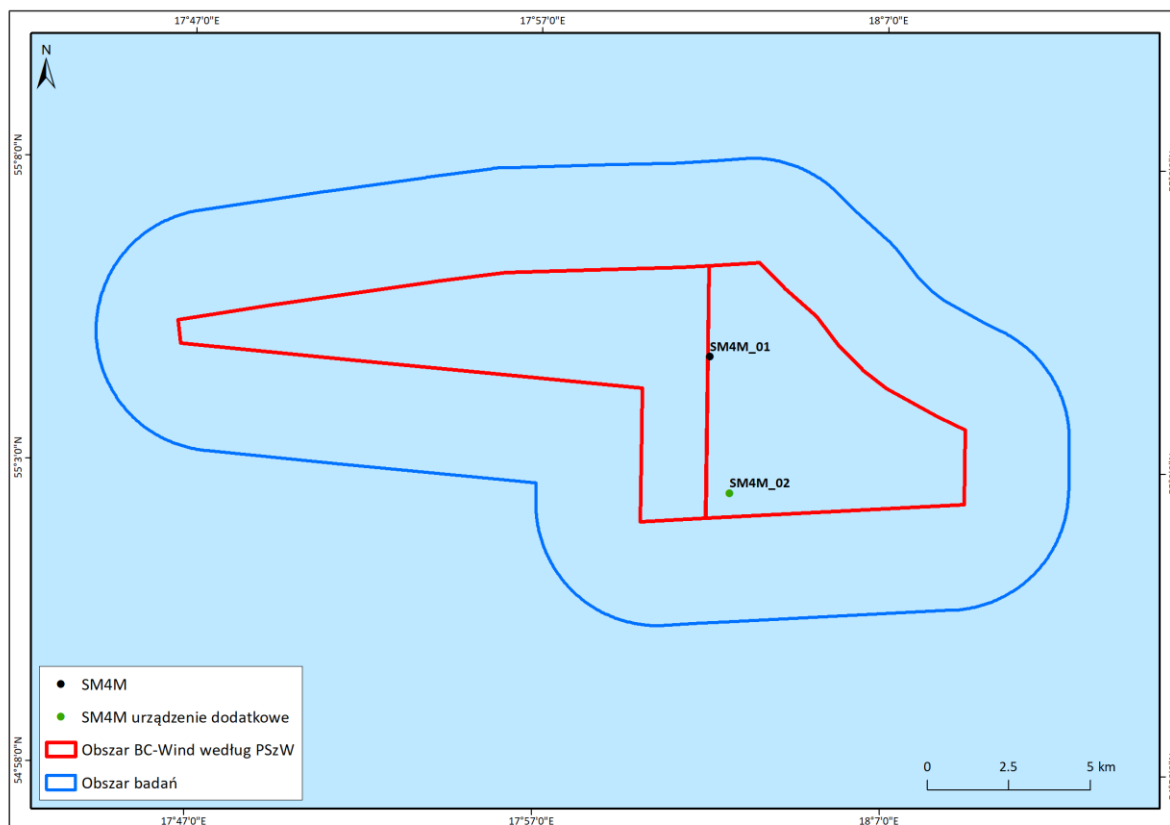 17°47'0"E 17°57'0"E 18°7'0"E
N
55°8'0"N
SM4M_01
55°3'0"N
SM4M_02
SM4M
SM4M urządzenie dodatkowe
Obszar BC-Wind według PSzW
Obszar badań
54°58'0"N
0 2.5 5 km
17°47'0"E 17°57'0"E 18°7'0"E